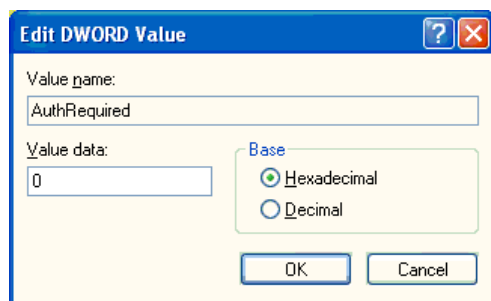 Edit DWORD Value
Value name:
AuthRequired
Value data:
0
Base
Hexadecimal
Decimal
OK
Cancel